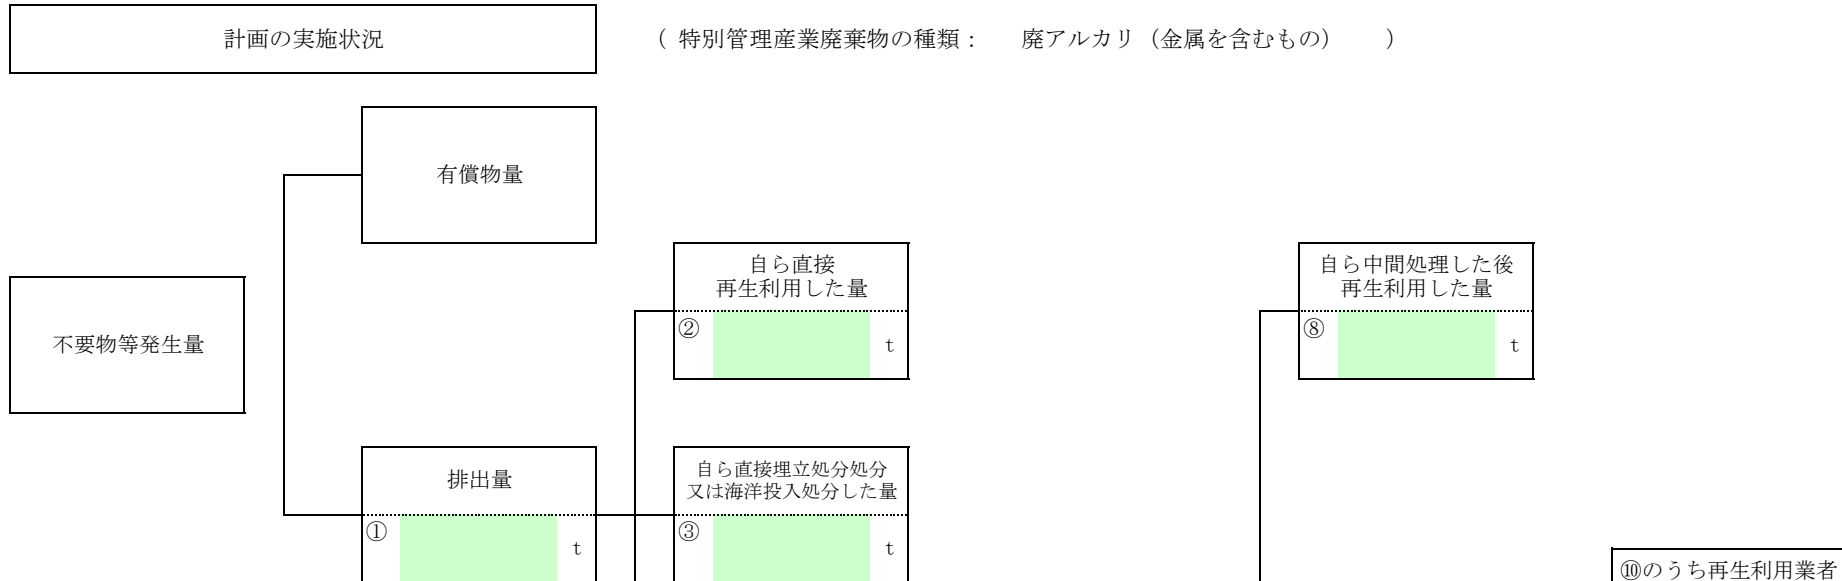 計画の実施状況
（ 特別管理産業廃棄物の種類： 廃アルカリ（金属を含むもの） ）
有償物量
自ら直接
再生利用した量
② t
自ら中間処理した後
再生利用した量
⑧ t
不要物等発生量
排出量
① t
自ら直接埋立処分処分
又は海洋投入処分した量
③ t
⑩のうち再生利用業者